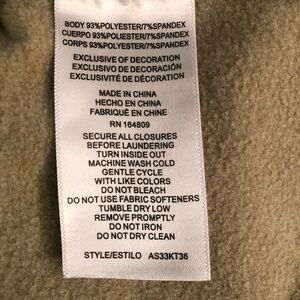 BODY 93%POLYESTER/7%SPANDEX
CUERPO 93%POLIESTER/7%SPANDEX
CORPS 93%POLYESTER/7%SPANDEX
EXCLUSIVE OF DECORATION
EXCLUSIVO DE DECORACIÓN
EXCLUSIVITÉ DE DÉCORATION
MADE IN CHINA
HECHO EN CHINA
FABRIQUÉ EN CHINE
RN 164809
SECURE ALL CLOSURES
BEFORE LAUNDERING
TURN INSIDE OUT
MACHINE WASH COLD
GENTLE CYCLE
WITH LIKE COLORS
DO NOT BLEACH
DO NOT USE FABRIC SOFTENERS
TUMBLE DRY LOW
REMOVE PROMPTLY
DO NOT IRON
DO NOT DRY CLEAN
STYLE/ESTILO AS33KT36